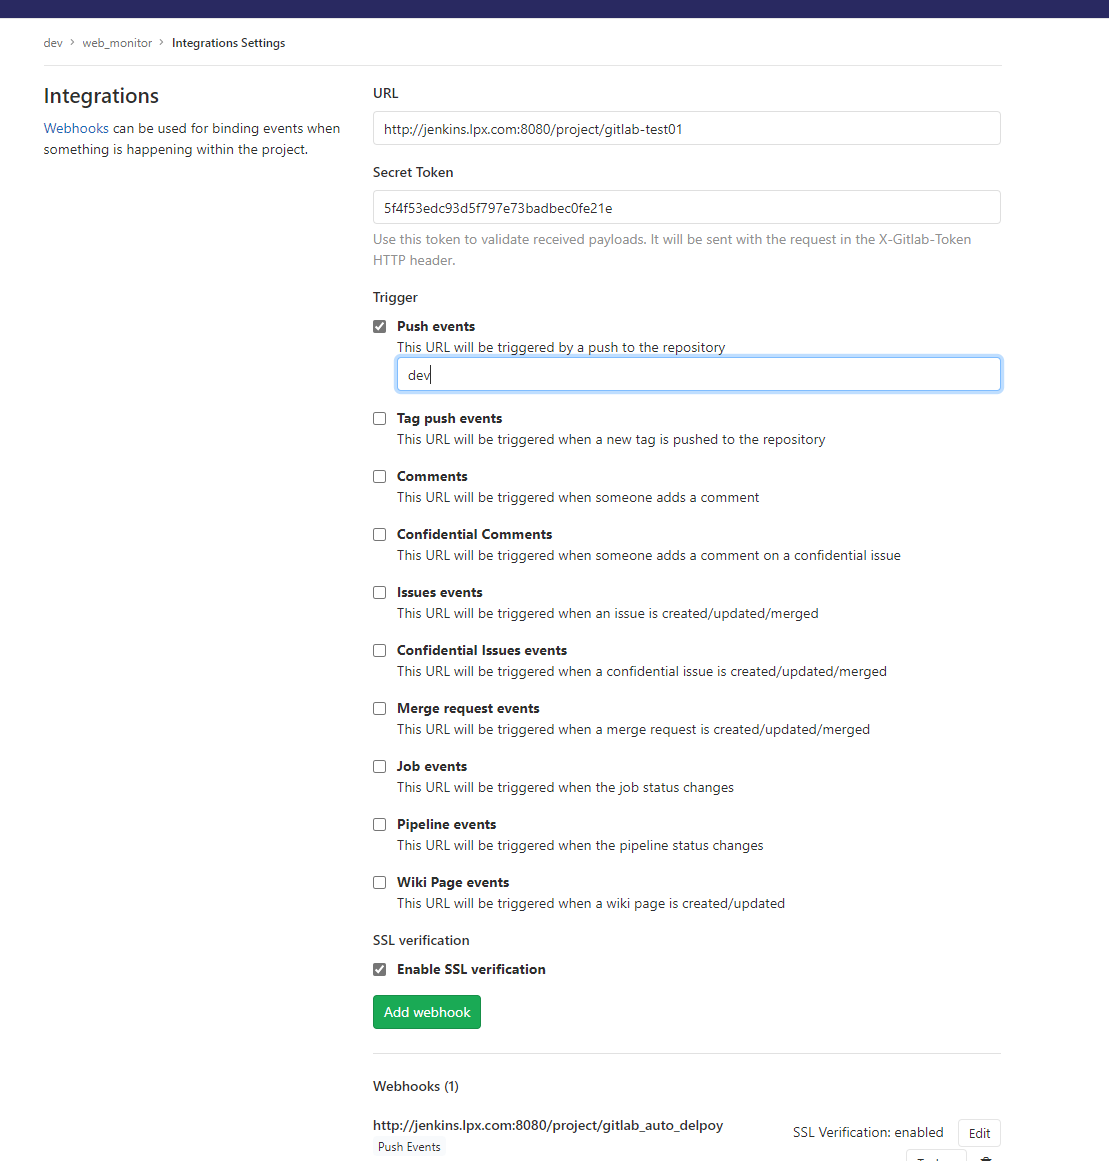 dev > web_monitor > Integrations Settings
Integrations
Webhooks can be used for binding events when
something is happening within the project.
URL
http://jenkins.lpx.com:8080/project/gitlab-test01
Secret Token
5f4f53edc93d5f797e73badbec0fe21e
Use this token to validate received payloads. It will be sent with the request in the X-Gitlab-Token
HTTP header.
Trigger
Push events
This URL will be triggered by a push to the repository
dev
Tag push events
This URL will be triggered when a new tag is pushed to the repository
Comments
This URL will be triggered when someone adds a comment
Confidential Comments
This URL will be triggered when someone adds a comment on a confidential issue
Issues events
This URL will be triggered when an issue is created/updated/merged
Confidential Issues events
This URL will be triggered when a confidential issue is created/updated/merged
Merge request events
This URL will be triggered when a merge request is created/updated/merged
Job events
This URL will be triggered when the job status changes
Pipeline events
This URL will be triggered when the pipeline status changes
Wiki Page events
This URL will be triggered when a wiki page is created/updated
SSL verification
Enable SSL verification
Add webhook
Webhooks (1)
http://jenkins.lpx.com:8080/project/gitlab_auto_delpoy
SSL Verification: enabled
Edit
Push Events